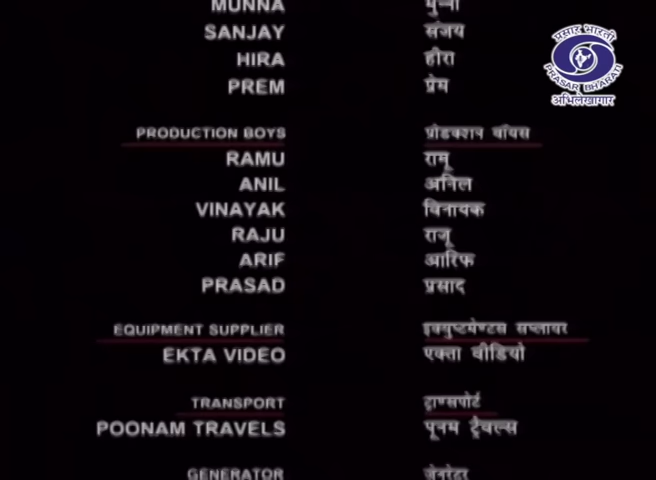 MUNNA मुन्ना
SANJAY संजय
HIRA हीरा
PREM प्रेम
PRODUCTION BOYS प्रोडक्शन बॉयस
RAMU रामू
ANIL अनिल
VINAYAK विनायक
RAJU राजू
ARIF आरिफ
PRASAD प्रसाद
EQUIPMENT SUPPLIER इक्युप्टमेण्टस सप्लायर
EKTA VIDEO एक्ता वीडियो
TRANSPORT ट्राण्सपोर्ट
POONAM TRAVELS पूनम ट्रैवल्स
GENERATOR जेनरेटर
प्रसार भारती
PRASAR BHARATI
अभिलेखागार